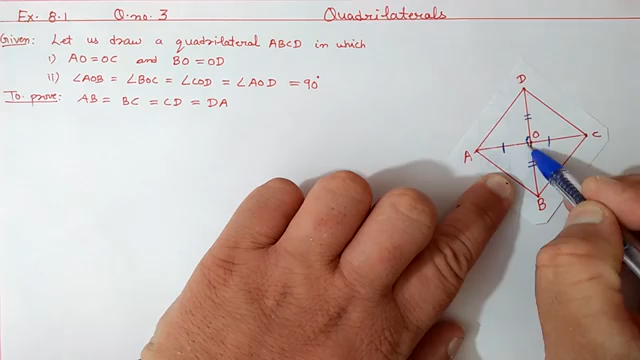 Ex. 8.1 Q.no. 3 Quadrilaterals
Given: Let us draw a quadrilateral ABCD in which
i) AO = OC and BO = OD
ii) ∠AOB = ∠BOC = ∠COD = ∠AOD = 90°
To prove: AB = BC = CD = DA
D
O
C
A
B